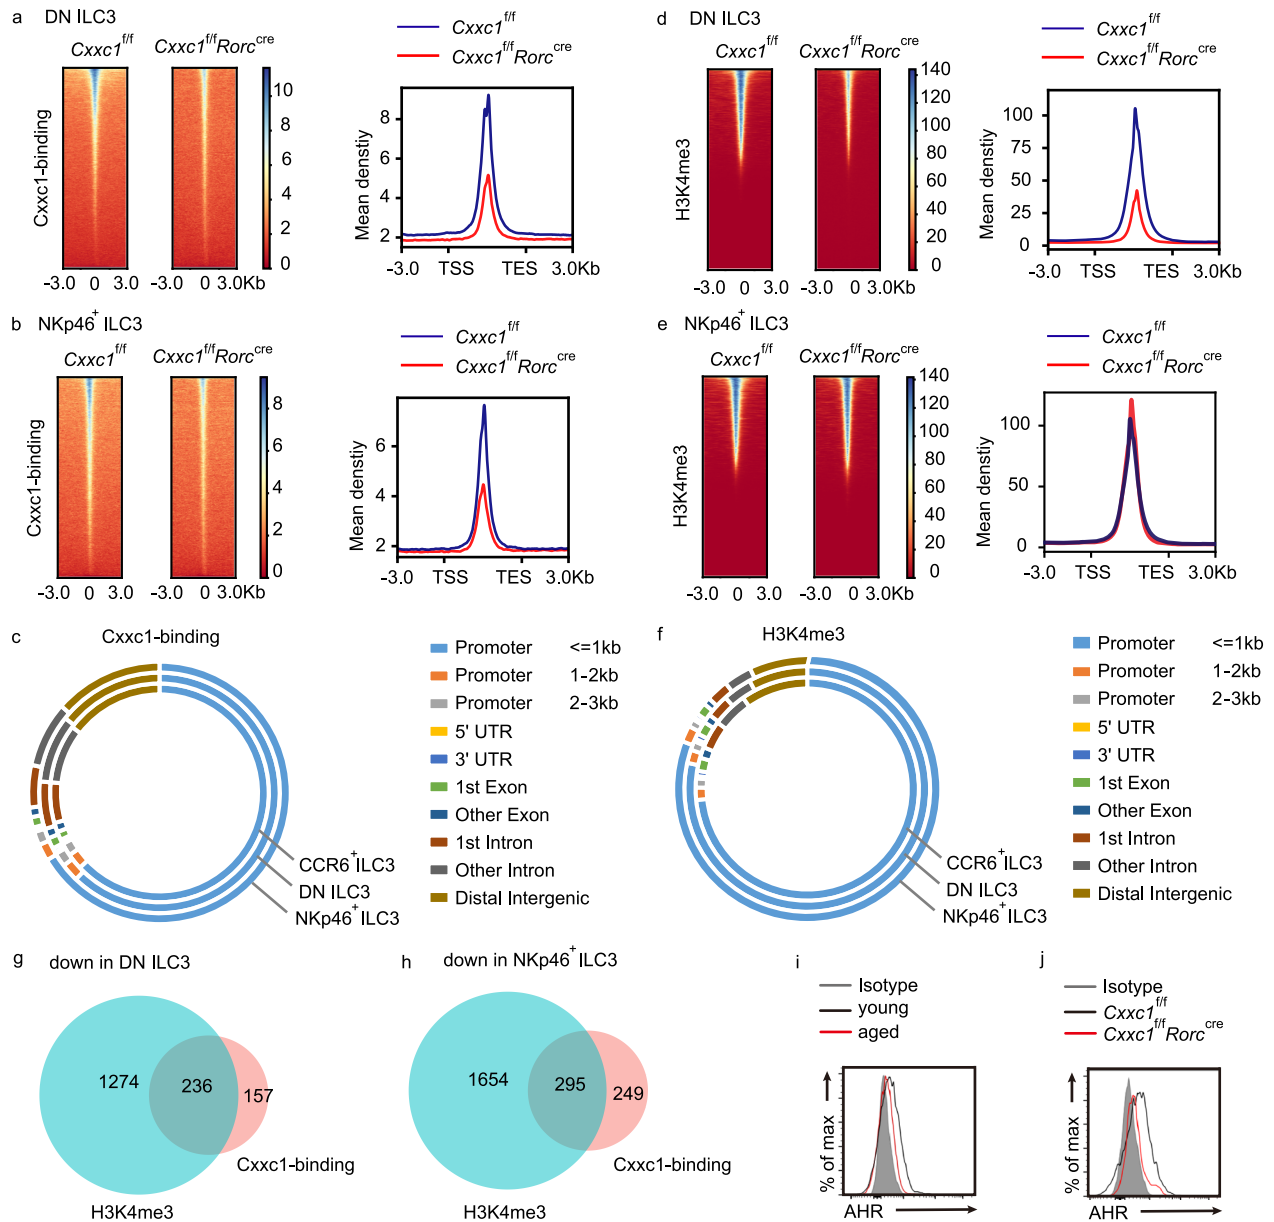 a DN ILC3
Cxxc1f/f Cxxc1f/fRorccre
Cxxc1f/f
Cxxc1f/fRorccre
Cxxc1-binding
10
8
6
4
2
0
-3.0 0 3.0 -3.0 0 3.0Kb
Mean denstiy
8
6
4
2
-3.0 TSS TES 3.0Kb
d DN ILC3
Cxxc1f/f Cxxc1f/fRorccre
Cxxc1f/f
Cxxc1f/fRorccre
H3K4me3
140
120
100
80
60
40
20
0
-3.0 0 3.0 -3.0 0 3.0Kb
Mean denstiy
100
75
50
25
0
-3.0 TSS TES 3.0Kb
b NKp46+ ILC3
Cxxc1f/f Cxxc1f/fRorccre
Cxxc1f/f
Cxxc1f/fRorccre
Cxxc1-binding
8
6
4
2
0
-3.0 0 3.0 -3.0 0 3.0Kb
Mean denstiy
6
4
2
-3.0 TSS TES 3.0Kb
e NKp46+ ILC3
Cxxc1f/f Cxxc1f/fRorccre
Cxxc1f/f
Cxxc1f/fRorccre
H3K4me3
140
120
100
80
60
40
20
0
-3.0 0 3.0 -3.0 0 3.0Kb
Mean denstiy
100
50
0
-3.0 TSS TES 3.0Kb
c Cxxc1-binding
CCR6+ILC3
DN ILC3
NKp46+ILC3
Promoter <=1kb
Promoter 1-2kb
Promoter 2-3kb
5' UTR
3' UTR
1st Exon
Other Exon
1st Intron
Other Intron
Distal Intergenic
f H3K4me3
CCR6+ILC3
DN ILC3
NKp46+ILC3
Promoter <=1kb
Promoter 1-2kb
Promoter 2-3kb
5' UTR
3' UTR
1st Exon
Other Exon
1st Intron
Other Intron
Distal Intergenic
g down in DN ILC3
1274 236 157
Cxxc1-binding
H3K4me3
h down in NKp46+ILC3
1654 295 249
Cxxc1-binding
H3K4me3
i
Isotype
young
aged
% of max
AHR
j
Isotype
Cxxc1f/f
Cxxc1f/fRorccre
% of max
AHR